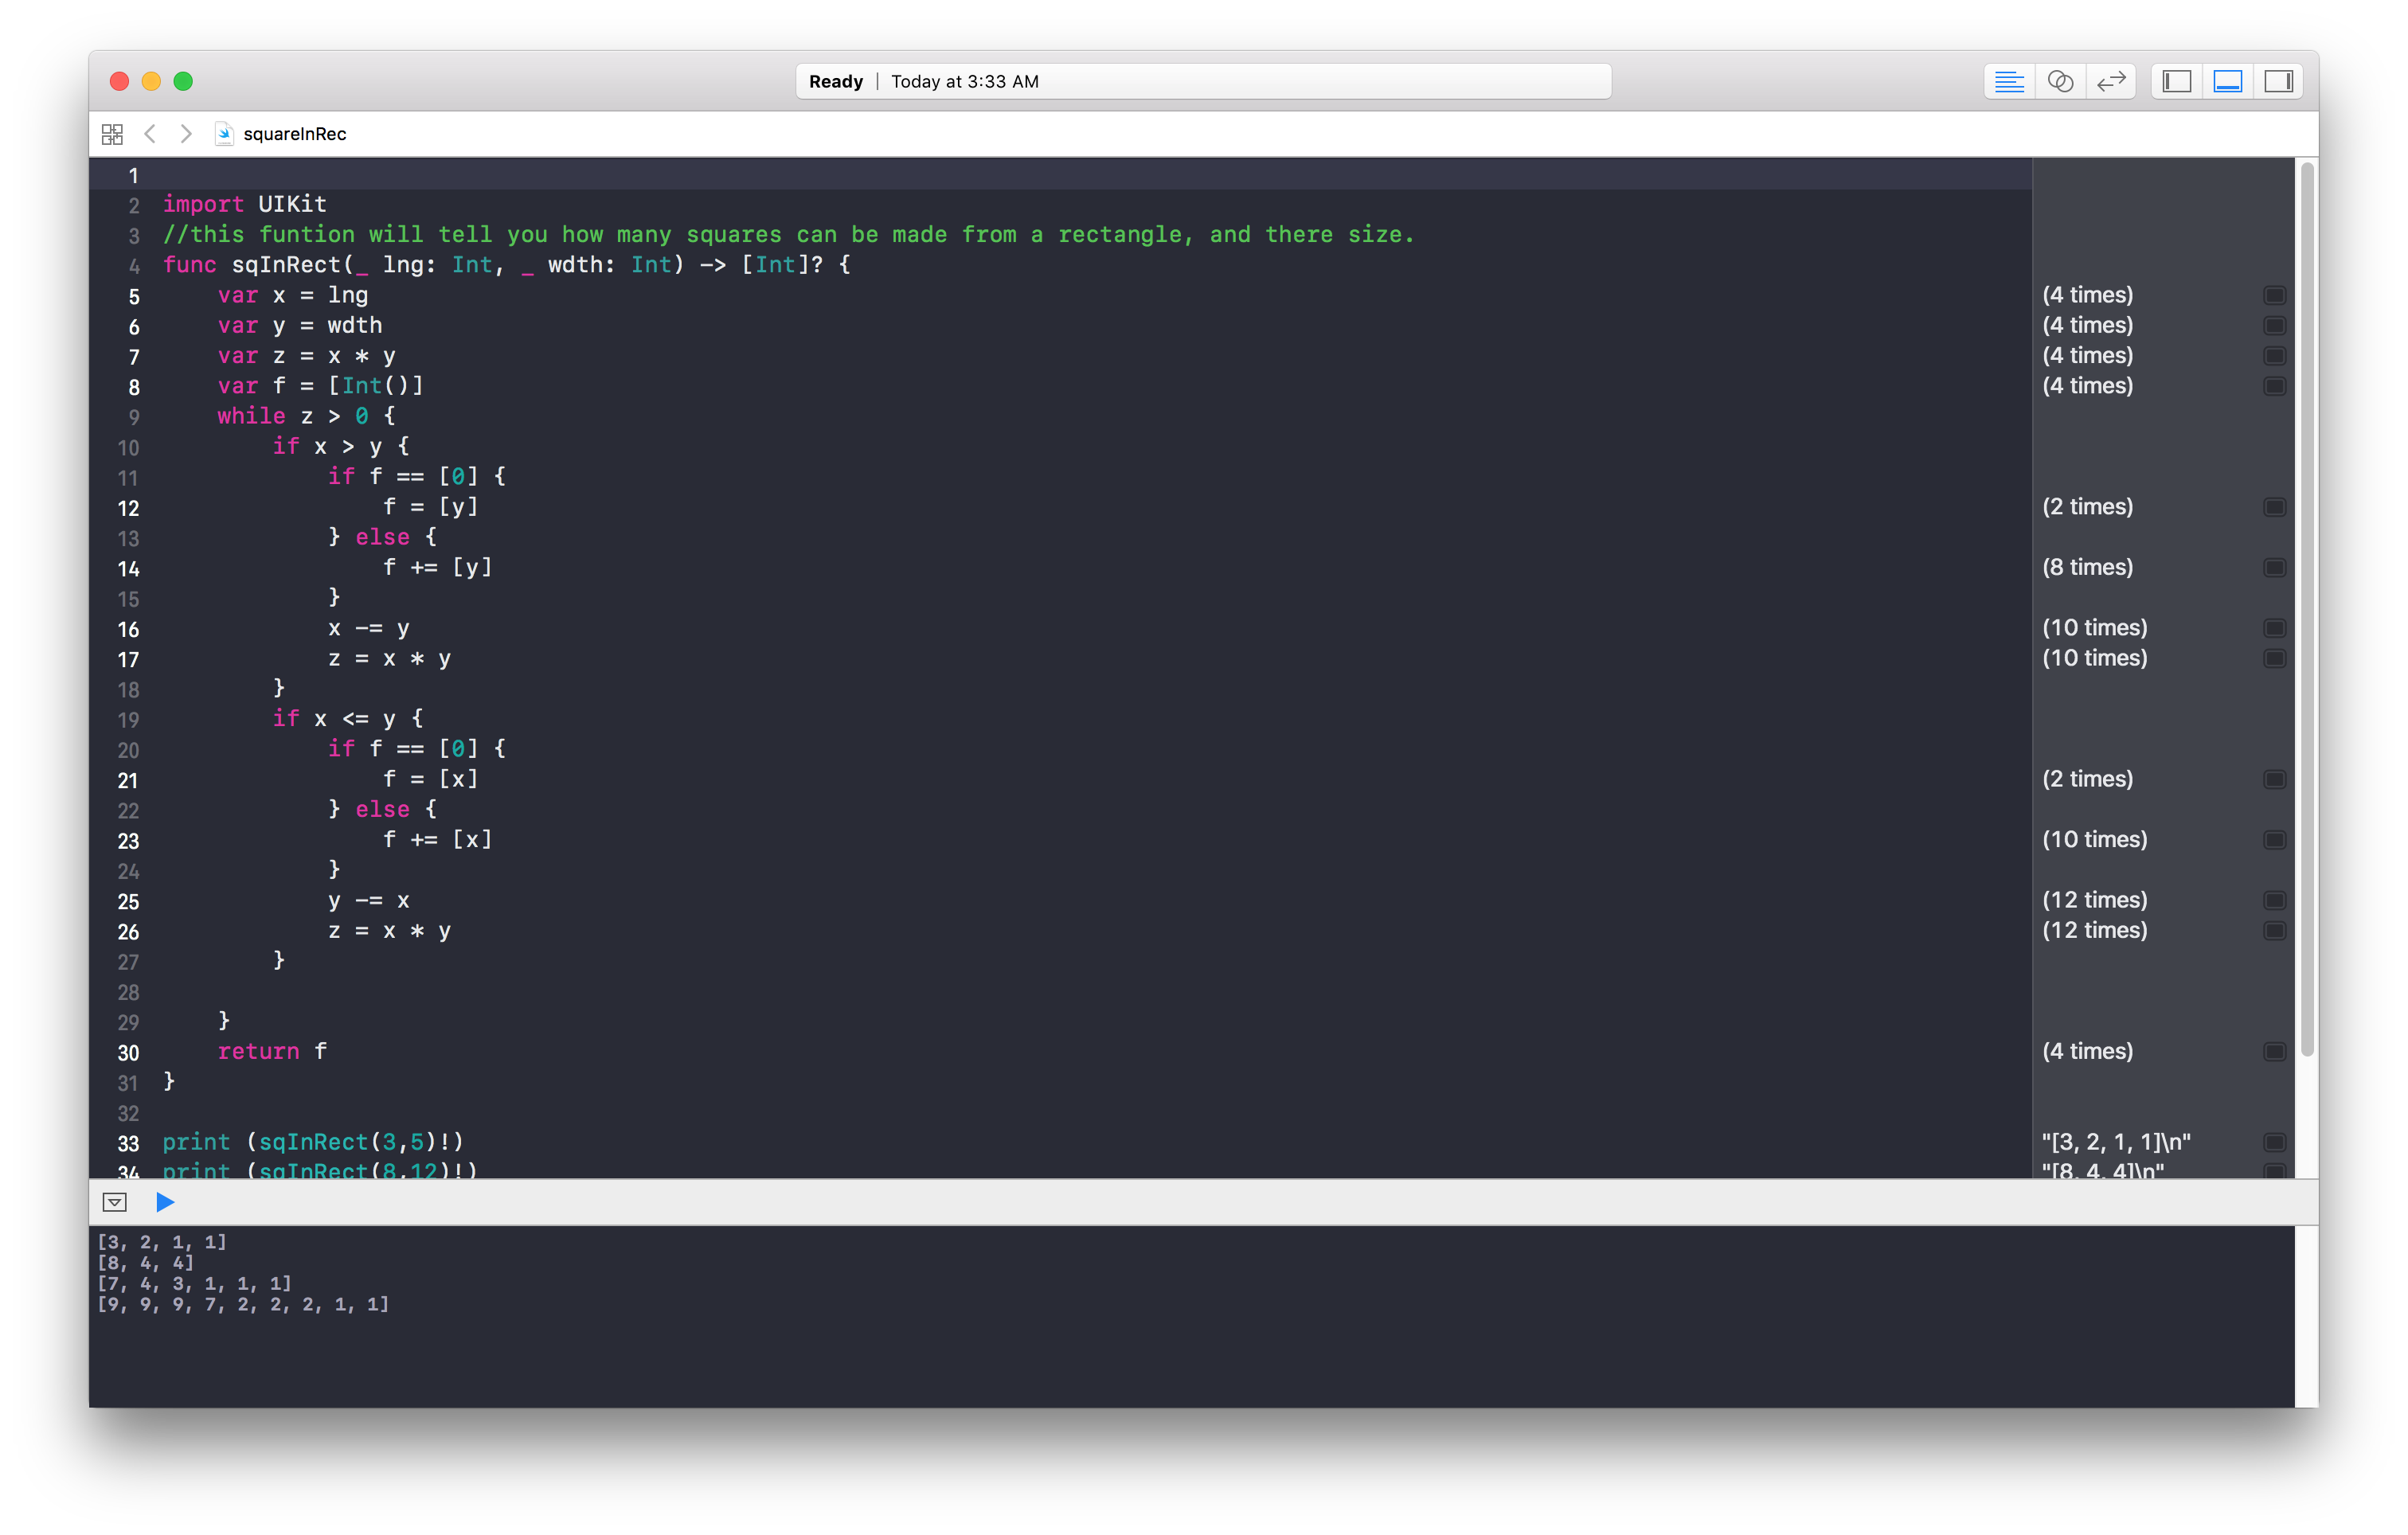 Ready | Today at 3:33 AM
squareInRec
1
2 import UIKit
3 //this funtion will tell you how many squares can be made from a rectangle, and there size.
4 func sqInRect(_ lng: Int, _ wdth: Int) -> [Int]? {
5 var x = lng (4 times)
6 var y = wdth (4 times)
7 var z = x * y (4 times)
8 var f = [Int()] (4 times)
9 while z > 0 {
10 if x > y {
11 if f == [0] {
12 f = [y] (2 times)
13 } else {
14 f += [y] (8 times)
15 }
16 x -= y (10 times)
17 z = x * y (10 times)
18 }
19 if x <= y {
20 if f == [0] {
21 f = [x] (2 times)
22 } else {
23 f += [x] (10 times)
24 }
25 y -= x (12 times)
26 z = x * y (12 times)
27 }
28
29 }
30 return f (4 times)
31 }
32
33 print (sqInRect(3,5)!) "[3, 2, 1, 1]\n"
34 print (sqInRect(8,12)!) "[8, 4, 4]\n"
[3, 2, 1, 1]
[8, 4, 4]
[7, 4, 3, 1, 1, 1]
[9, 9, 9, 7, 2, 2, 2, 1, 1]